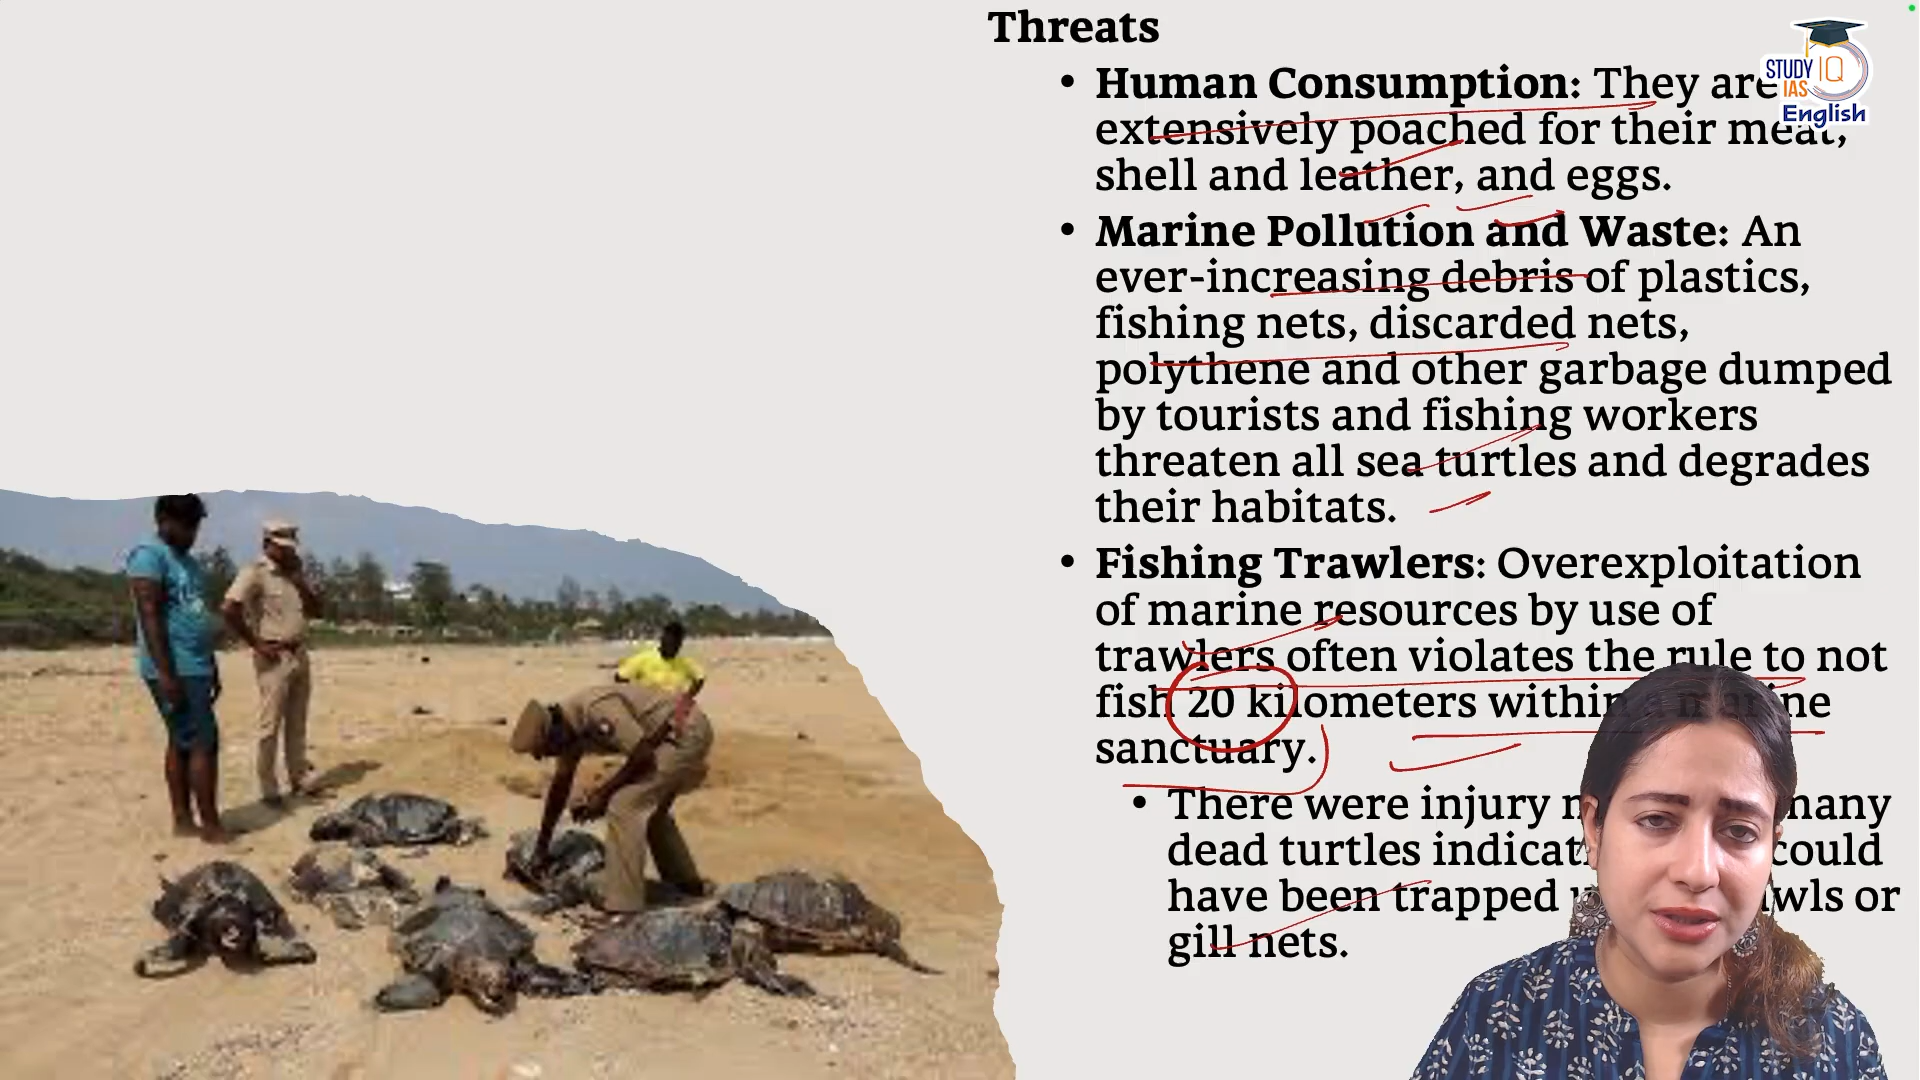 Threats
• Human Consumption: They are
extensively poached for their meat,
shell and leather, and eggs.
• Marine Pollution and Waste: An
ever-increasing debris of plastics,
fishing nets, discarded nets,
polythene and other garbage dumped
by tourists and fishing workers
threaten all sea turtles and degrades
their habitats.
• Fishing Trawlers: Overexploitation
of marine resources by use of
trawlers often violates the rule to not
fish 20 kilometers within a marine
sanctuary.
• There were injury many
dead turtles could
have been trapped or
gill nets.
STUDY IQ
IAS
English